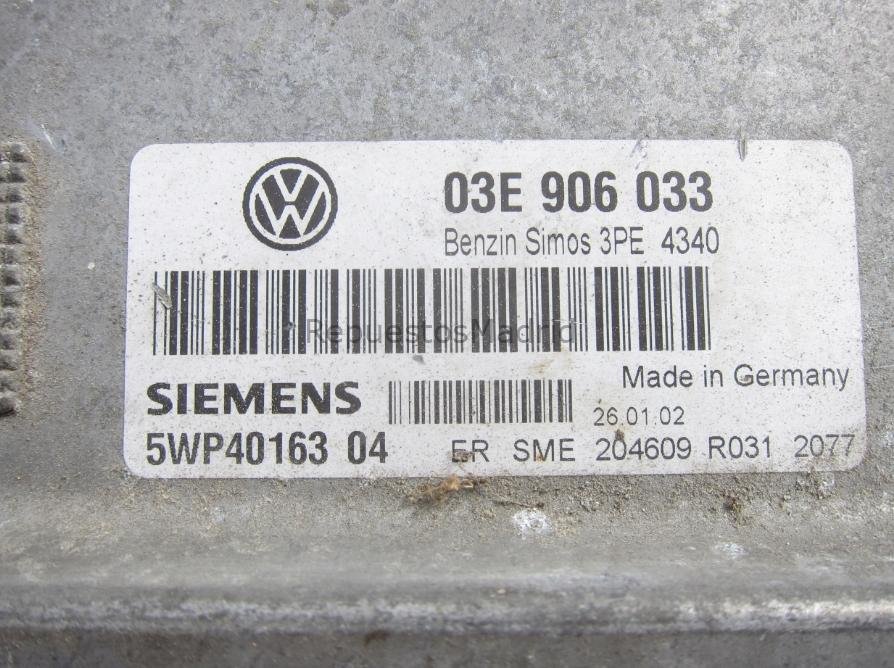 03E 906 033
Benzin Simos 3PE 4340
RepuestosMadrid
Made in Germany
SIEMENS
26.01.02
5WP40163 04
ER SME 204609 R031 2077